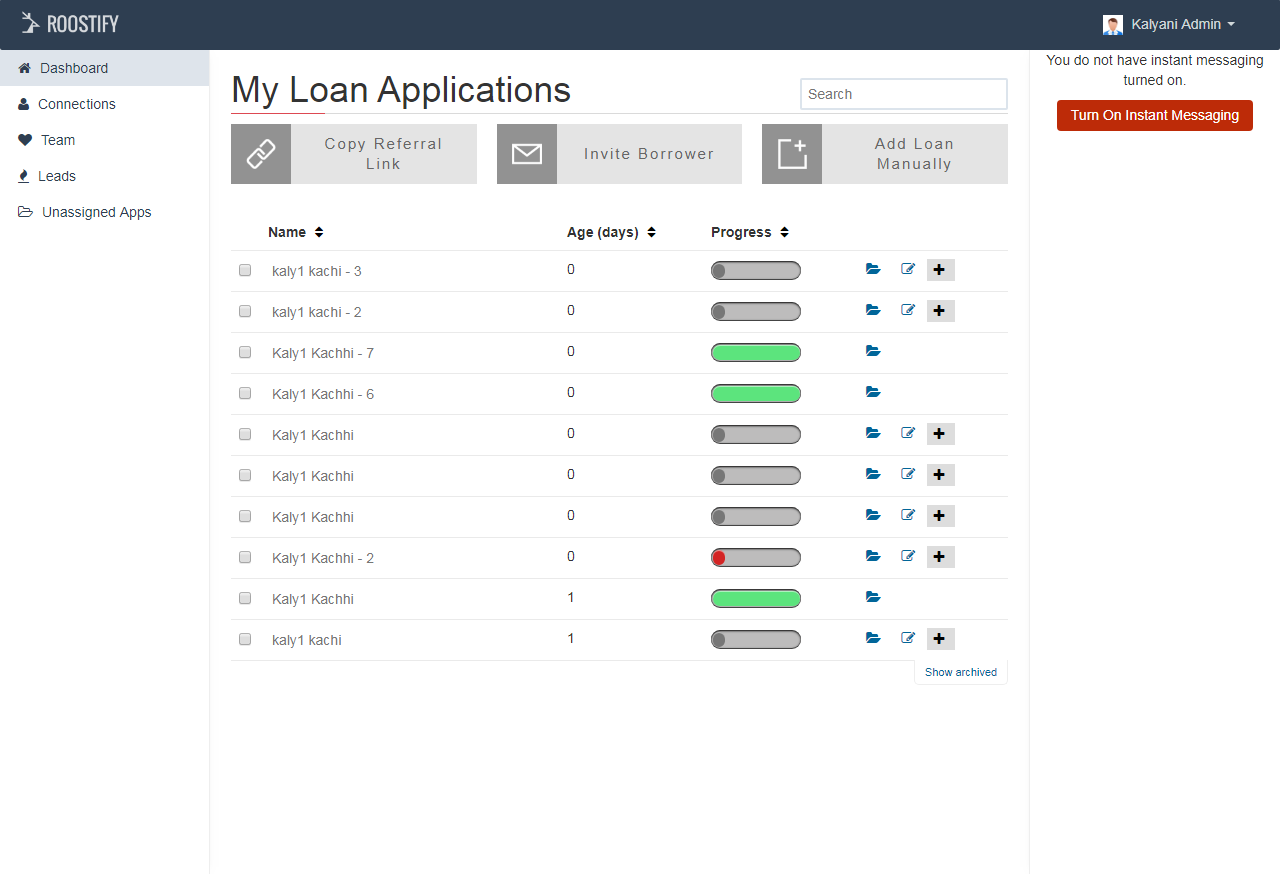 ROOSTIFY
Kalyani Admin
Dashboard
Connections
Team
Leads
Unassigned Apps
My Loan Applications
Search
Copy Referral
Link
Invite Borrower
Add Loan
Manually
Name Age (days) Progress
kaly1 kachi - 3 0
kaly1 kachi - 2 0
Kaly1 Kachhi - 7 0
Kaly1 Kachhi - 6 0
Kaly1 Kachhi 0
Kaly1 Kachhi 0
Kaly1 Kachhi 0
Kaly1 Kachhi - 2 0
Kaly1 Kachhi 1
kaly1 kachi 1
Show archived
You do not have instant messaging
turned on.
Turn On Instant Messaging